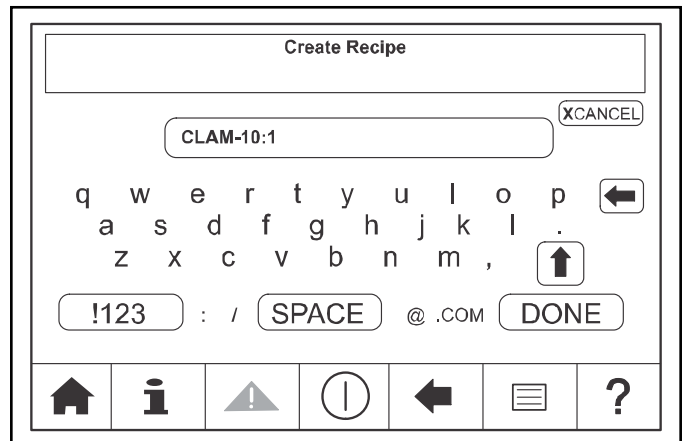 Create Recipe
XCANCEL
CLAM-10:1
q w e r t y u l o p
a s d f g h j k l .
z x c v b n m ,
!123 : / SPACE @ .COM DONE
i ! ?